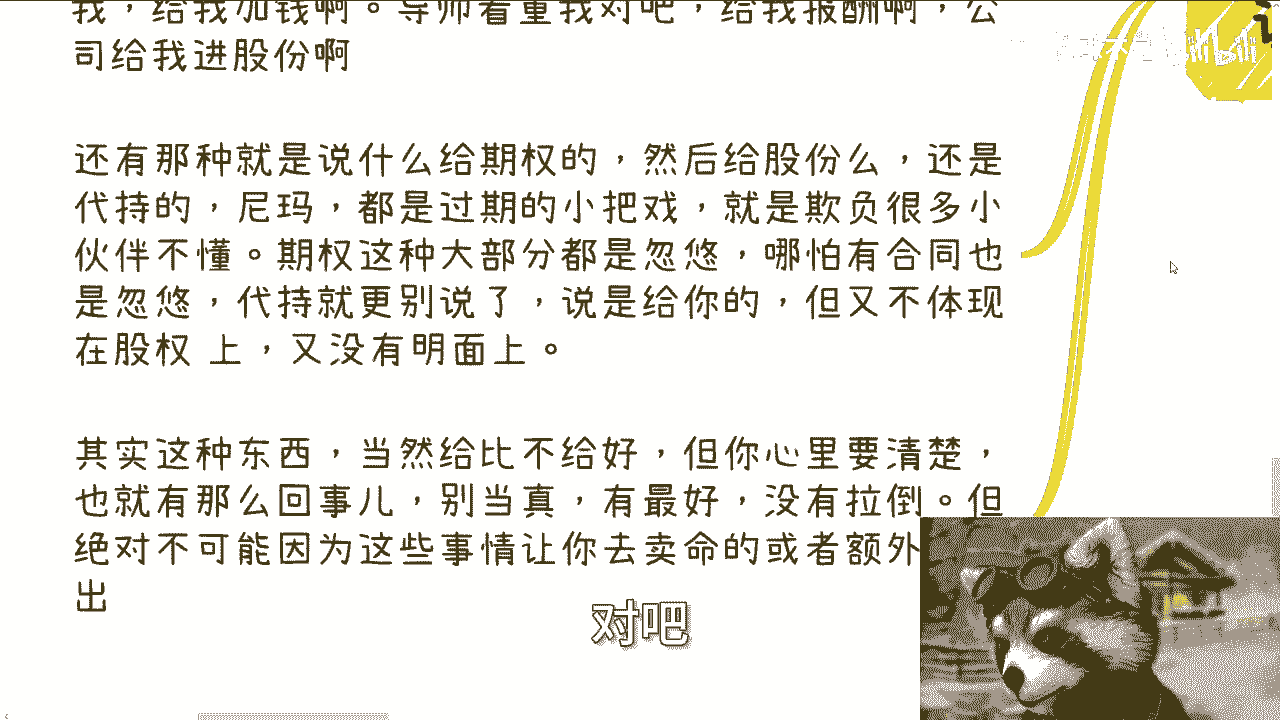 我，给我加钱啊。导师看重我对吧，给我报酬啊，公
司给我进股份啊
还有那种就是说什么给期权的，然后给股份么，还是
代持的，尼玛，都是过期的小把戏，就是欺负很多小
伙伴不懂。期权这种大部分都是忽悠，哪怕有合同也
是忽悠，代持就更别说了，说是给你的，但又不体现
在股权 上，又没有明面上。
其实这种东西，当然给比不给好，但你心里要清楚，
也就有那么回事儿，别当真，有最好，没有拉倒。但
绝对不可能因为这些事情让你去卖命的或者额外
出
对吧
bilibili